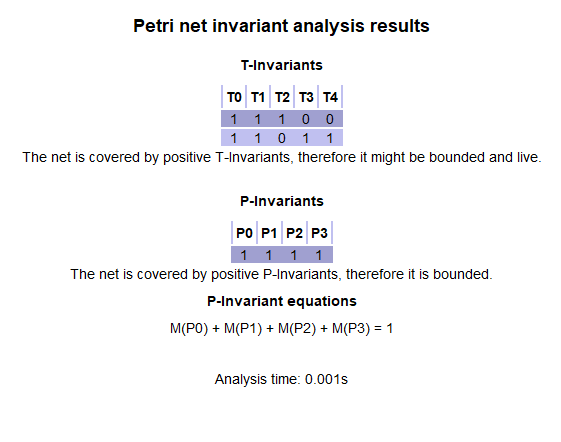 Petri net invariant analysis results
T-Invariants
T0 T1 T2 T3 T4
1 1 1 0 0
1 1 0 1 1
The net is covered by positive T-Invariants, therefore it might be bounded and live.
P-Invariants
P0 P1 P2 P3
1 1 1 1
The net is covered by positive P-Invariants, therefore it is bounded.
P-Invariant equations
M(P0) + M(P1) + M(P2) + M(P3) = 1
Analysis time: 0.001s